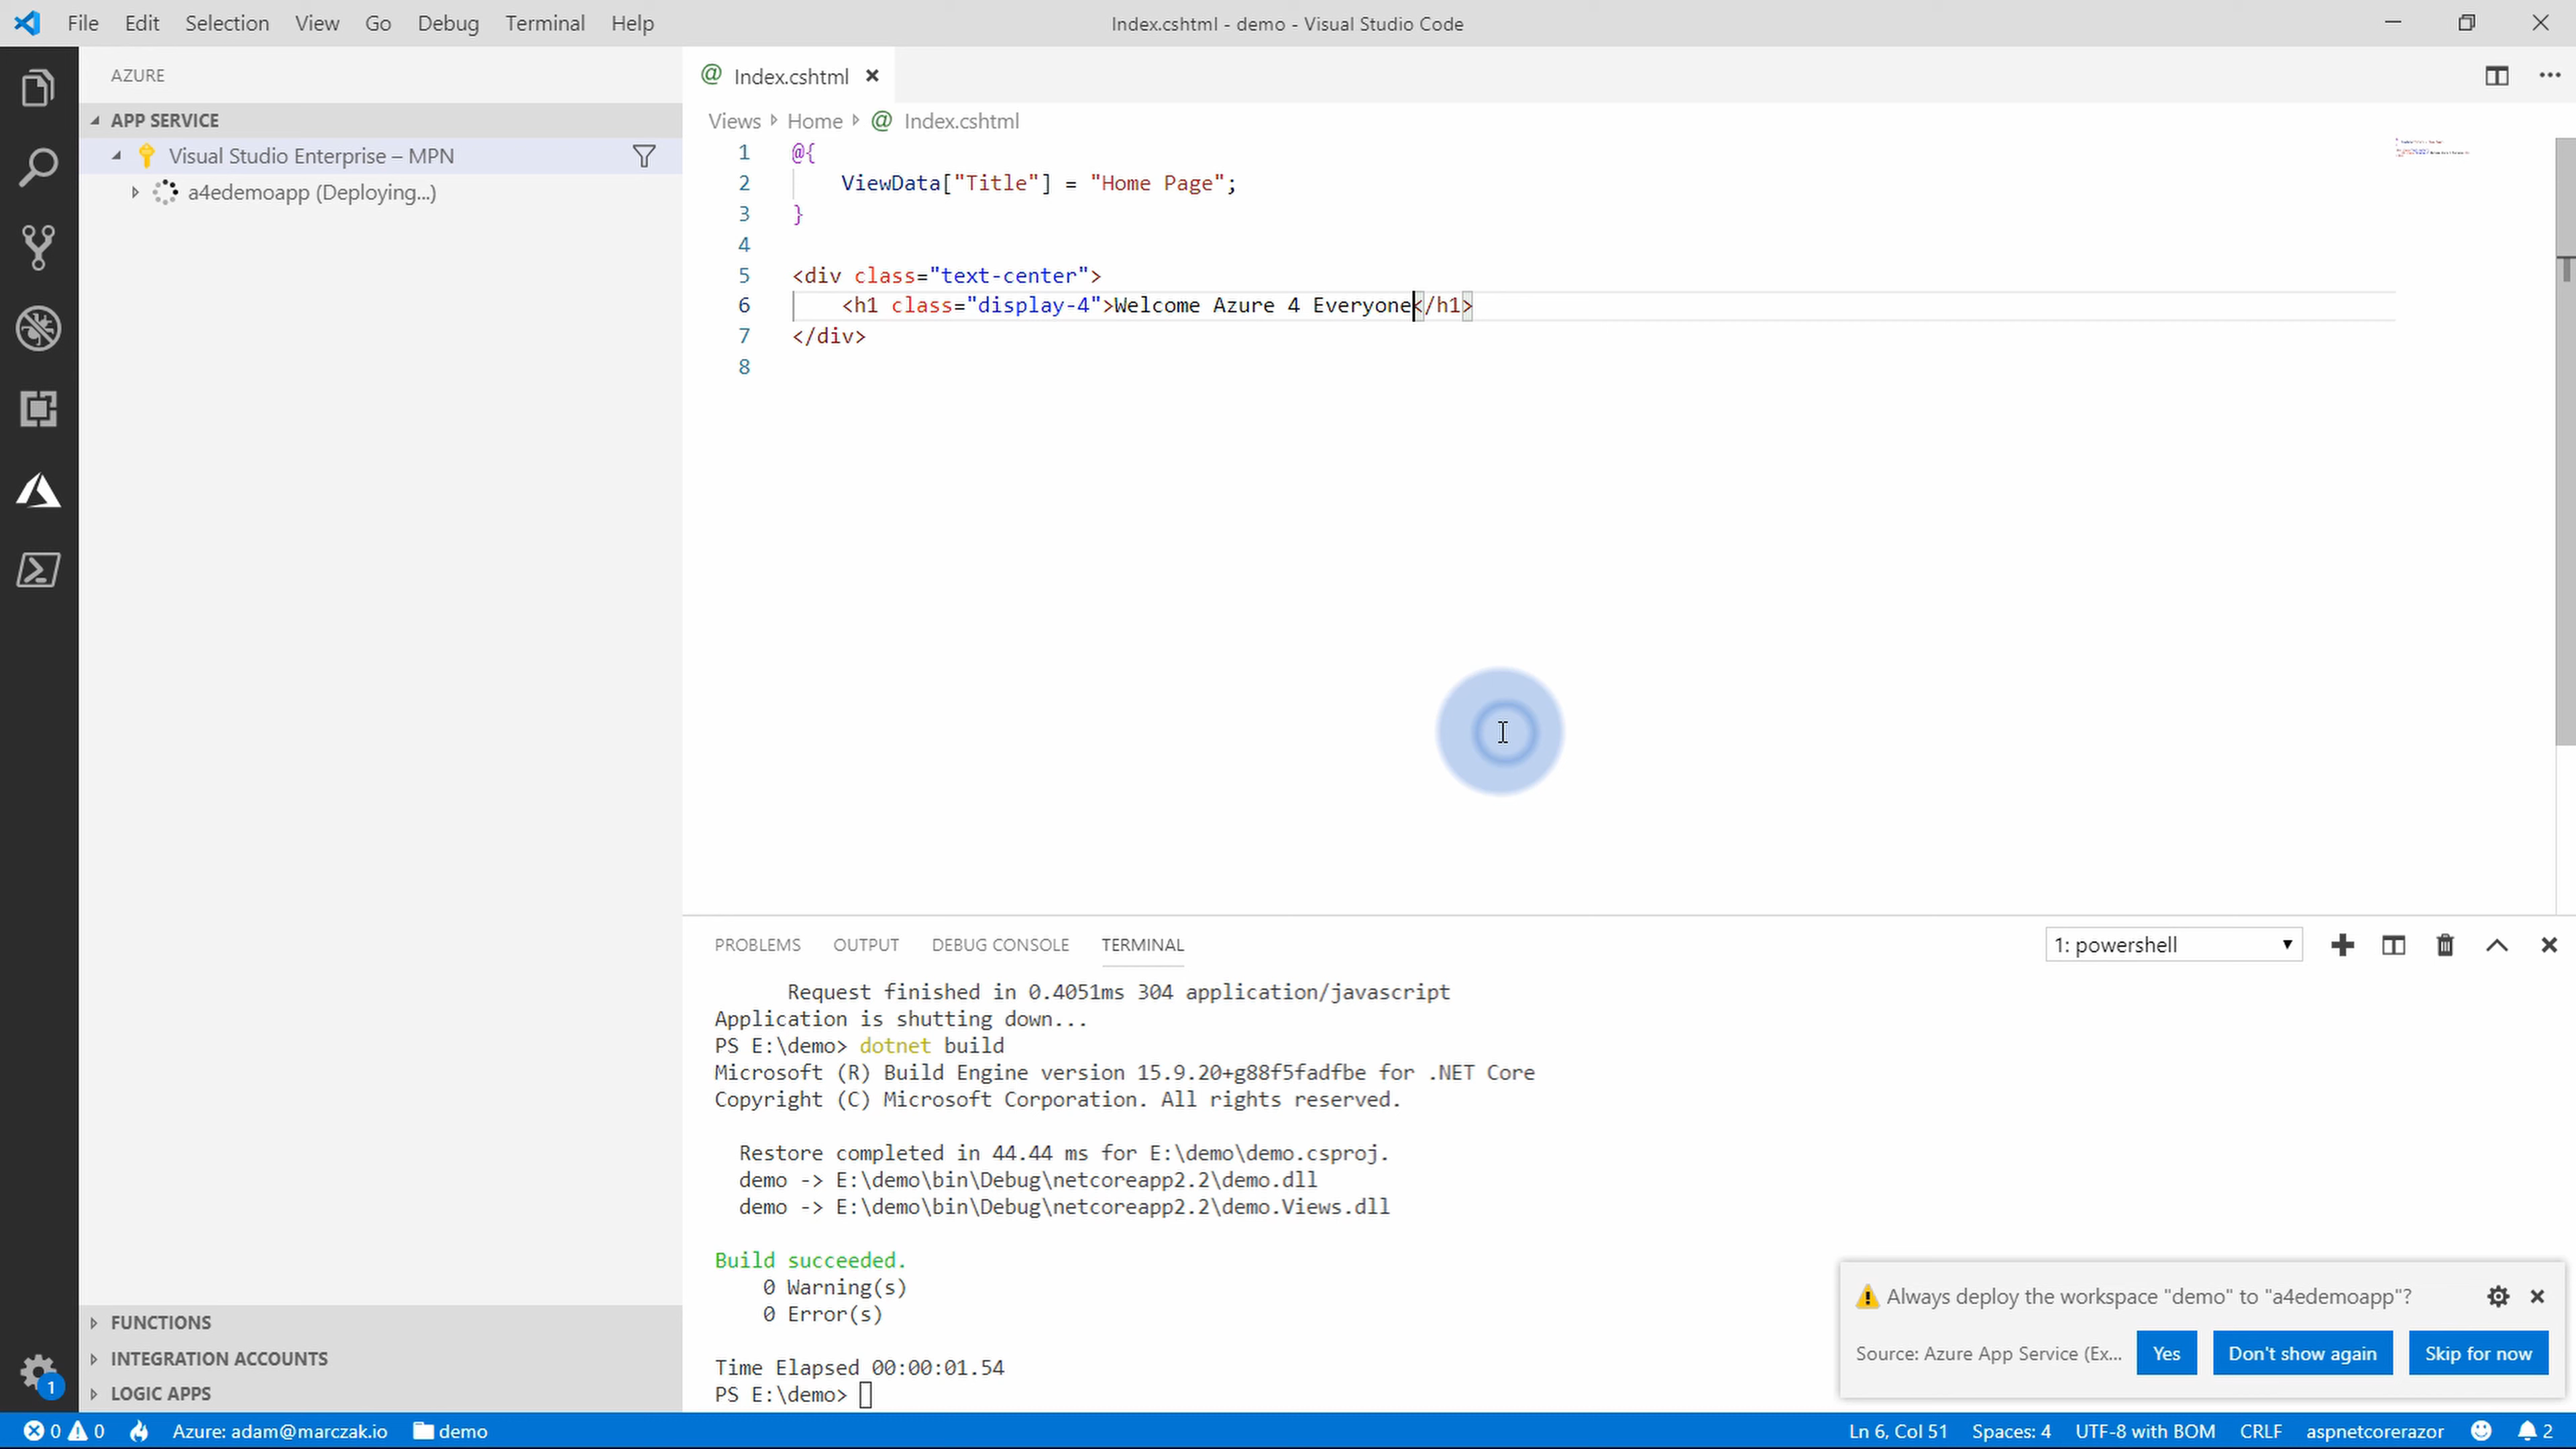 File Edit Selection View Go Debug Terminal Help
Index.cshtml - demo - Visual Studio Code
AZURE
APP SERVICE
Visual Studio Enterprise – MPN
a4edemoapp (Deploying...)
FUNCTIONS
INTEGRATION ACCOUNTS
LOGIC APPS
1
Index.cshtml
Views Home Index.cshtml
1 @{
2 ViewData["Title"] = "Home Page";
3 }
4
5 <div class="text-center">
6 <h1 class="display-4">Welcome Azure 4 Everyone</h1>
7 </div>
8
PROBLEMS OUTPUT DEBUG CONSOLE TERMINAL
1: powershell
Request finished in 0.4051ms 304 application/javascript
Application is shutting down...
PS E:\demo> dotnet build
Microsoft (R) Build Engine version 15.9.20+g88f5fadfbe for .NET Core
Copyright (C) Microsoft Corporation. All rights reserved.
Restore completed in 44.44 ms for E:\demo\demo.csproj.
demo -> E:\demo\bin\Debug\netcoreapp2.2\demo.dll
demo -> E:\demo\bin\Debug\netcoreapp2.2\demo.Views.dll
Build succeeded.
0 Warning(s)
0 Error(s)
Time Elapsed 00:00:01.54
PS E:\demo>
Always deploy the workspace "demo" to "a4edemoapp"?
Source: Azure App Service (Ex...
Yes
Don't show again
Skip for now
0 0 Azure: adam@marczak.io demo
Ln 6, Col 51 Spaces: 4 UTF-8 with BOM CRLF aspnetcorerazor 2